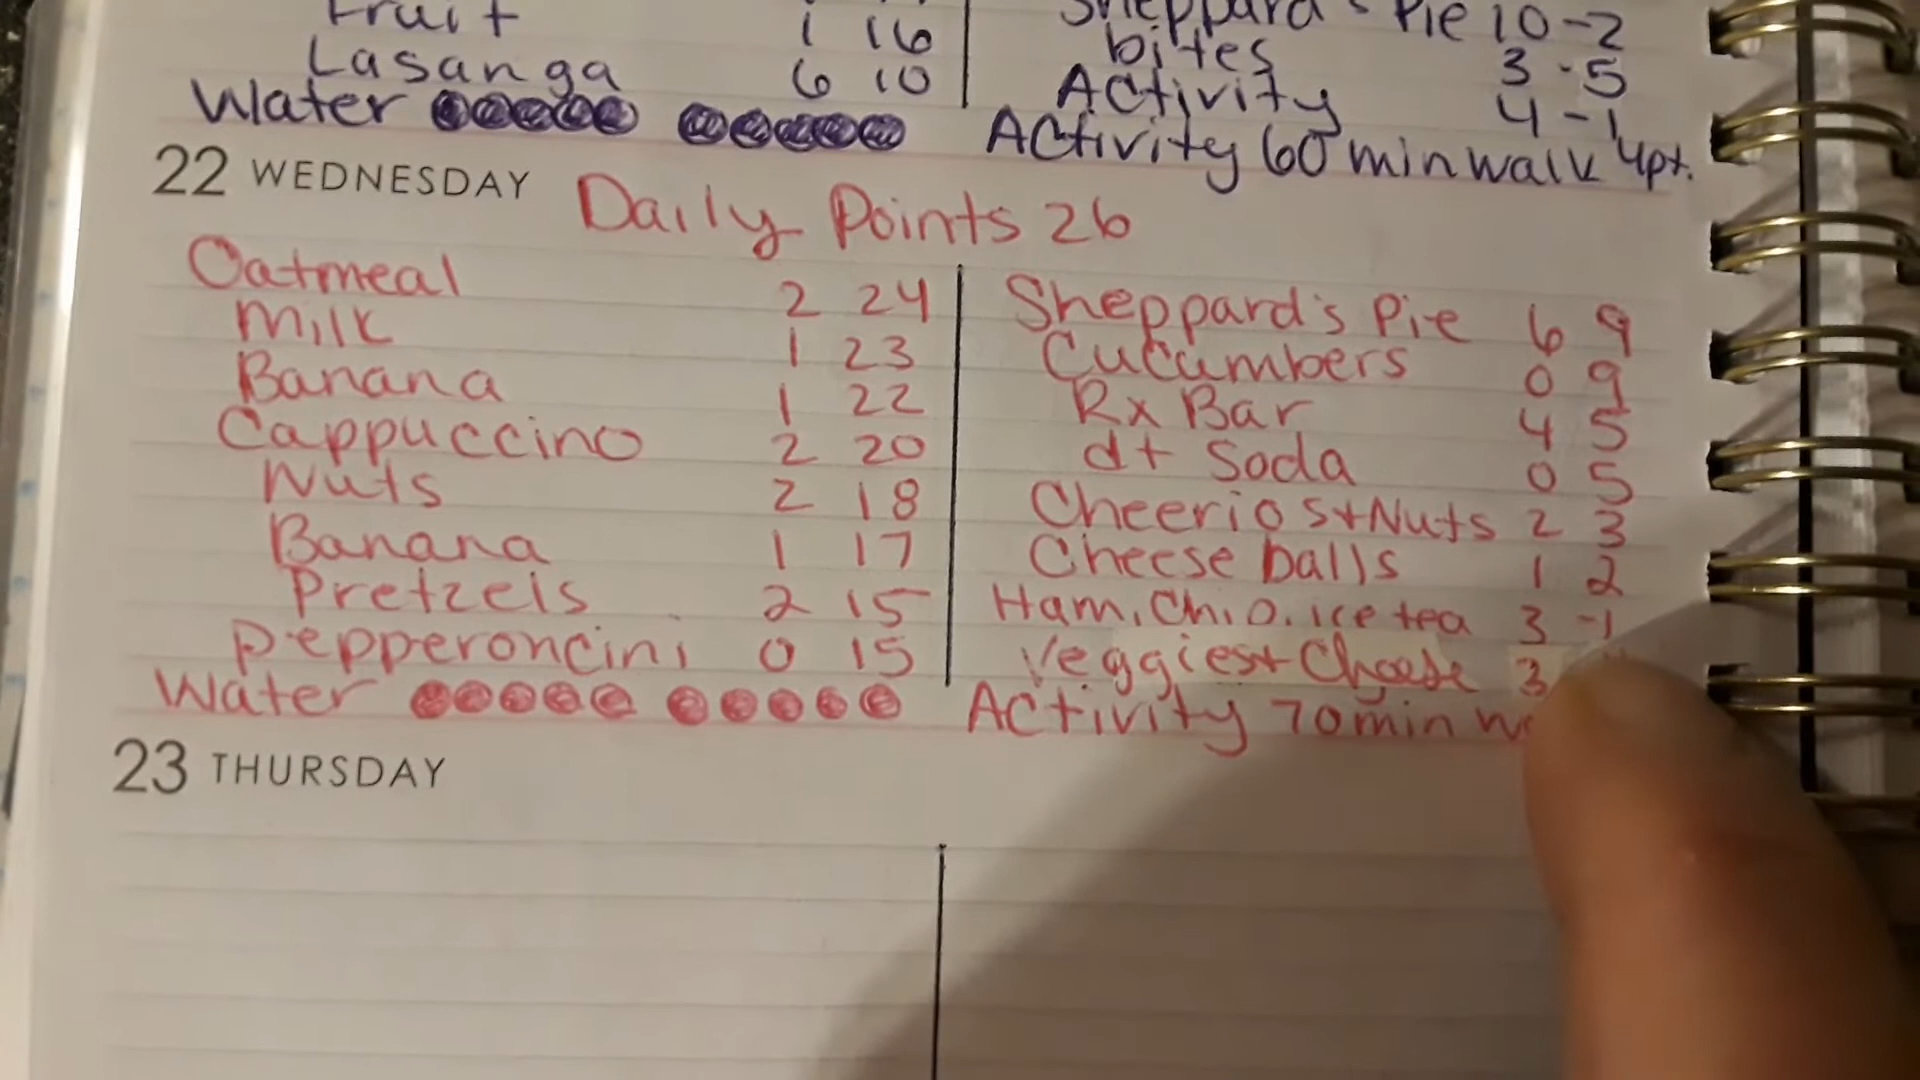 Fruit 1 16
Lasanga 6 10
Water
Sheppard's Pie 10 -2
bites 3 -5
Activity 4 -1
Activity 60 min walk 4pt.
22 WEDNESDAY Daily Points 26
Oatmeal 2 24
Milk 1 23
Banana 1 22
Cappuccino 2 20
Nuts 2 18
Banana 1 17
Pretzels 2 15
Pepperoncini 0 15
Water
Sheppard's Pie 6 9
Cucumbers 0 9
Rx Bar 4 5
dt Soda 0 5
Cheerios+Nuts 2 3
Cheese balls 1 2
Ham, Ch, O. ice tea 3 -1
Veggies+ Cheese 3
Activity 70min
23 THURSDAY